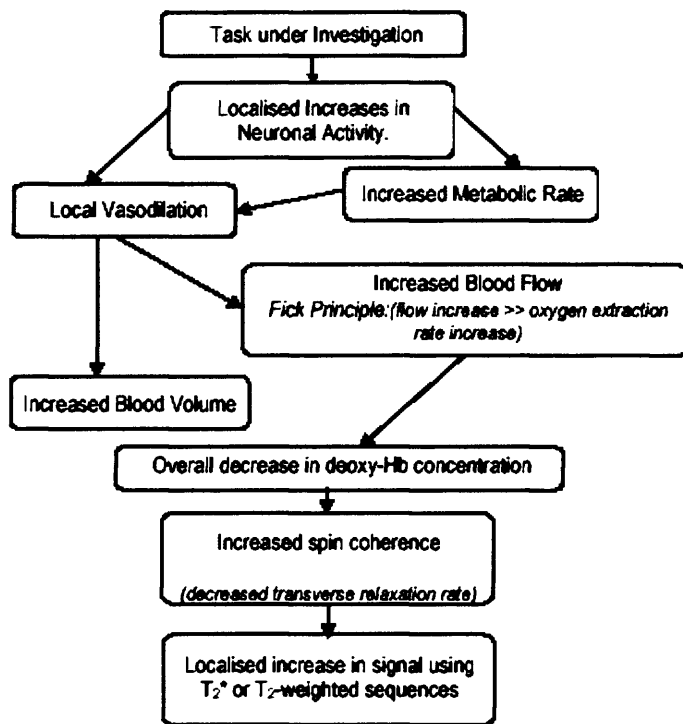 Task under Investigation
Localised Increases in
Neuronal Activity.
Increased Metabolic Rate
Local Vasodilation
Increased Blood Flow
Fick Principle:(flow increase >> oxygen extraction
rate increase)
Increased Blood Volume
Overall decrease in deoxy-Hb concentration
Increased spin coherence
(decreased transverse relaxation rate)
Localised increase in signal using
T₂* or T₂-weighted sequences